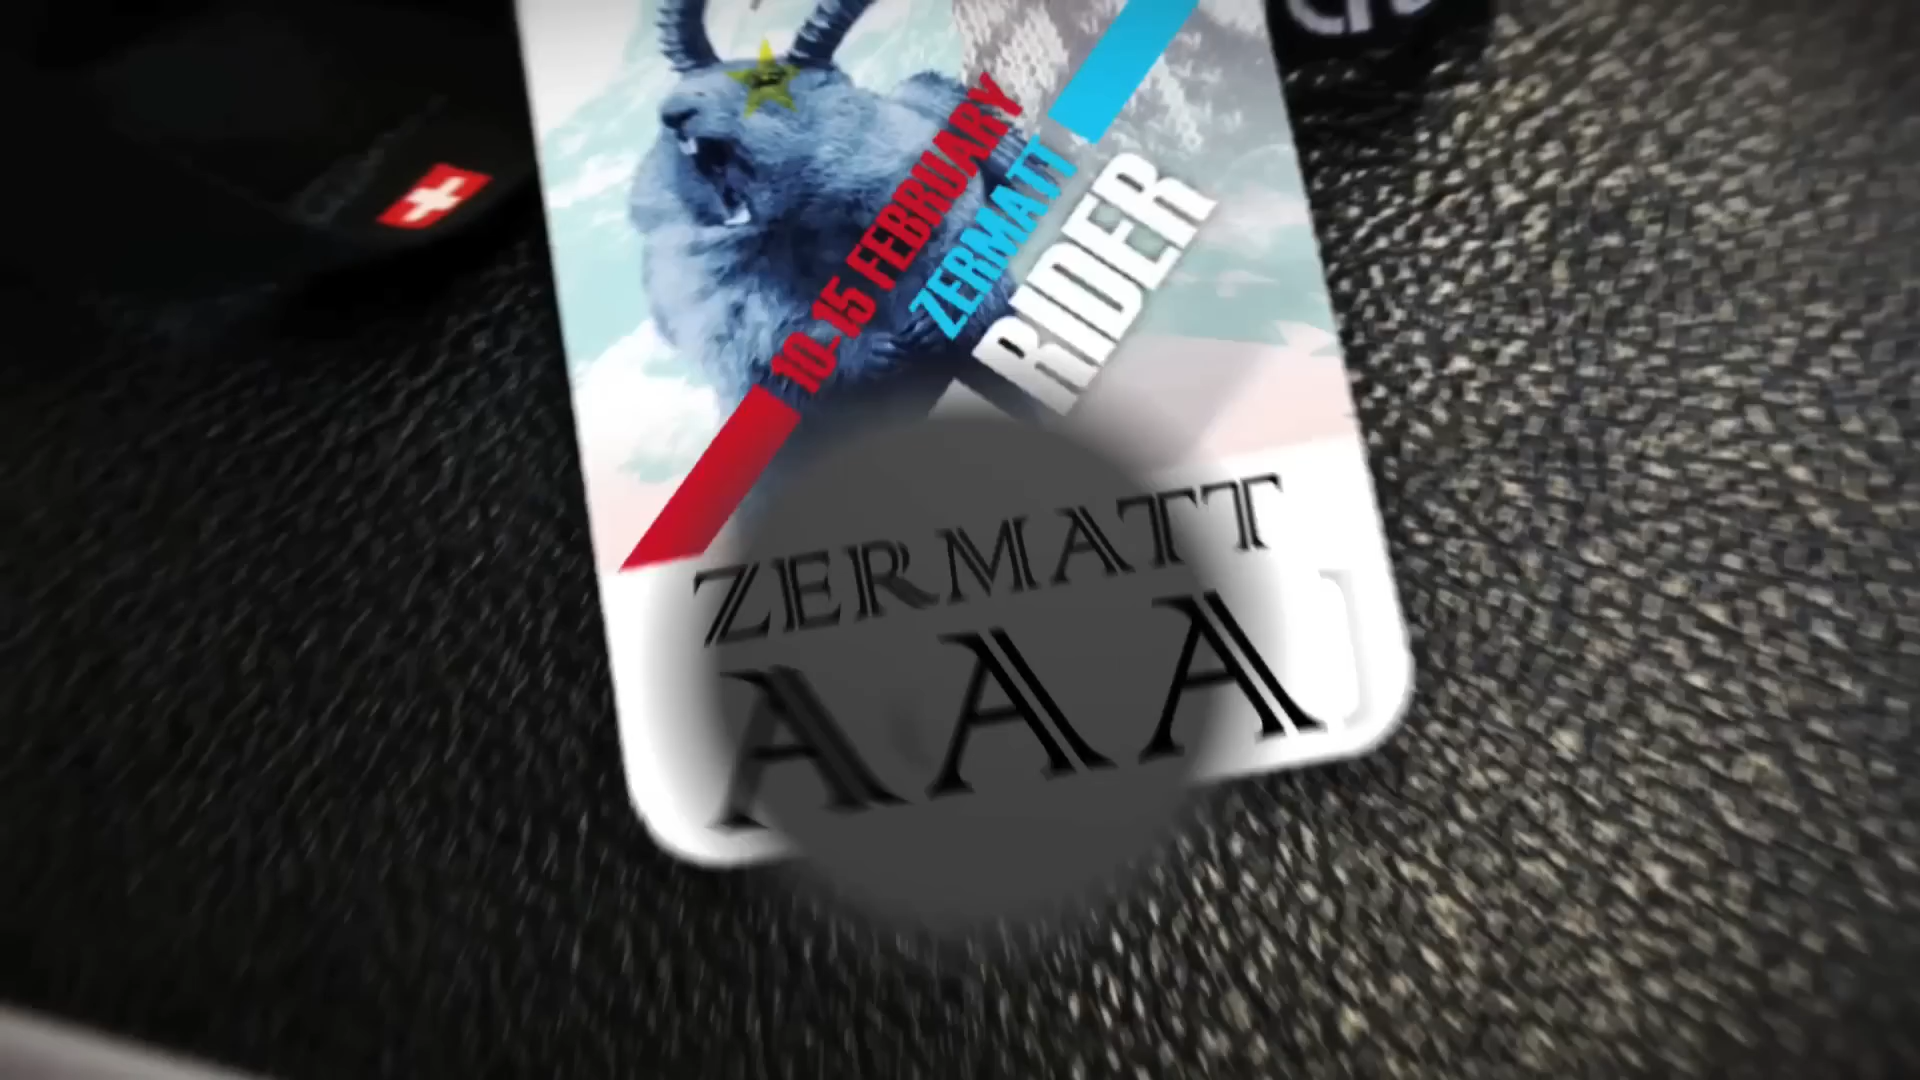 10-15 FEBRUARY
ZERMATT
RIDER
ZERMATT
AAA